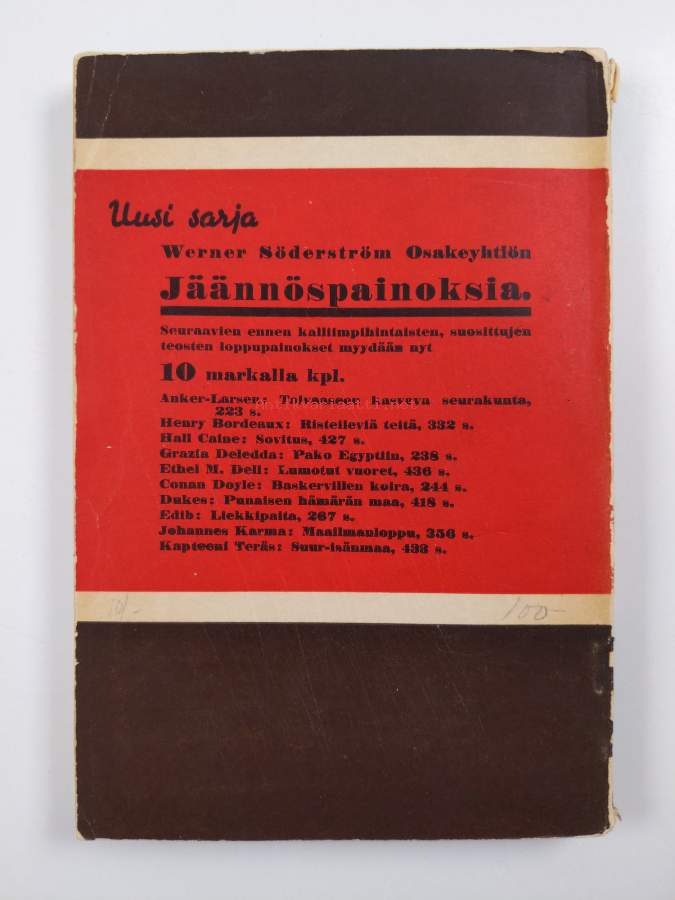 Uusi sarja
Werner Söderström Osakeyhtiön
Jäännöspainoksia.
Seuraavien ennen kalliimpihintaisten, suosittujen
teosten loppupainokset myydään nyt
10 markalla kpl.
Anker-Larsen: Taivaaseen kasvava seurakunta,
223 s.
Henry Bordeaux: Risteileviä teitä, 332 s.
Hall Caine: Sovitus, 427 s.
Grazia Deledda: Pako Egyptiin, 238 s.
Ethel M. Dell: Lumotut vuoret, 436 s.
Conan Doyle: Baskervillen koira, 244 s.
Dukes: Punaisen hämärän maa, 418 s.
Edib: Liekkipaita, 267 s.
Johannes Karma: Maailmanloppu, 356 s.
Kapteeni Teräs: Suur-isänmaa, 438 s.
100